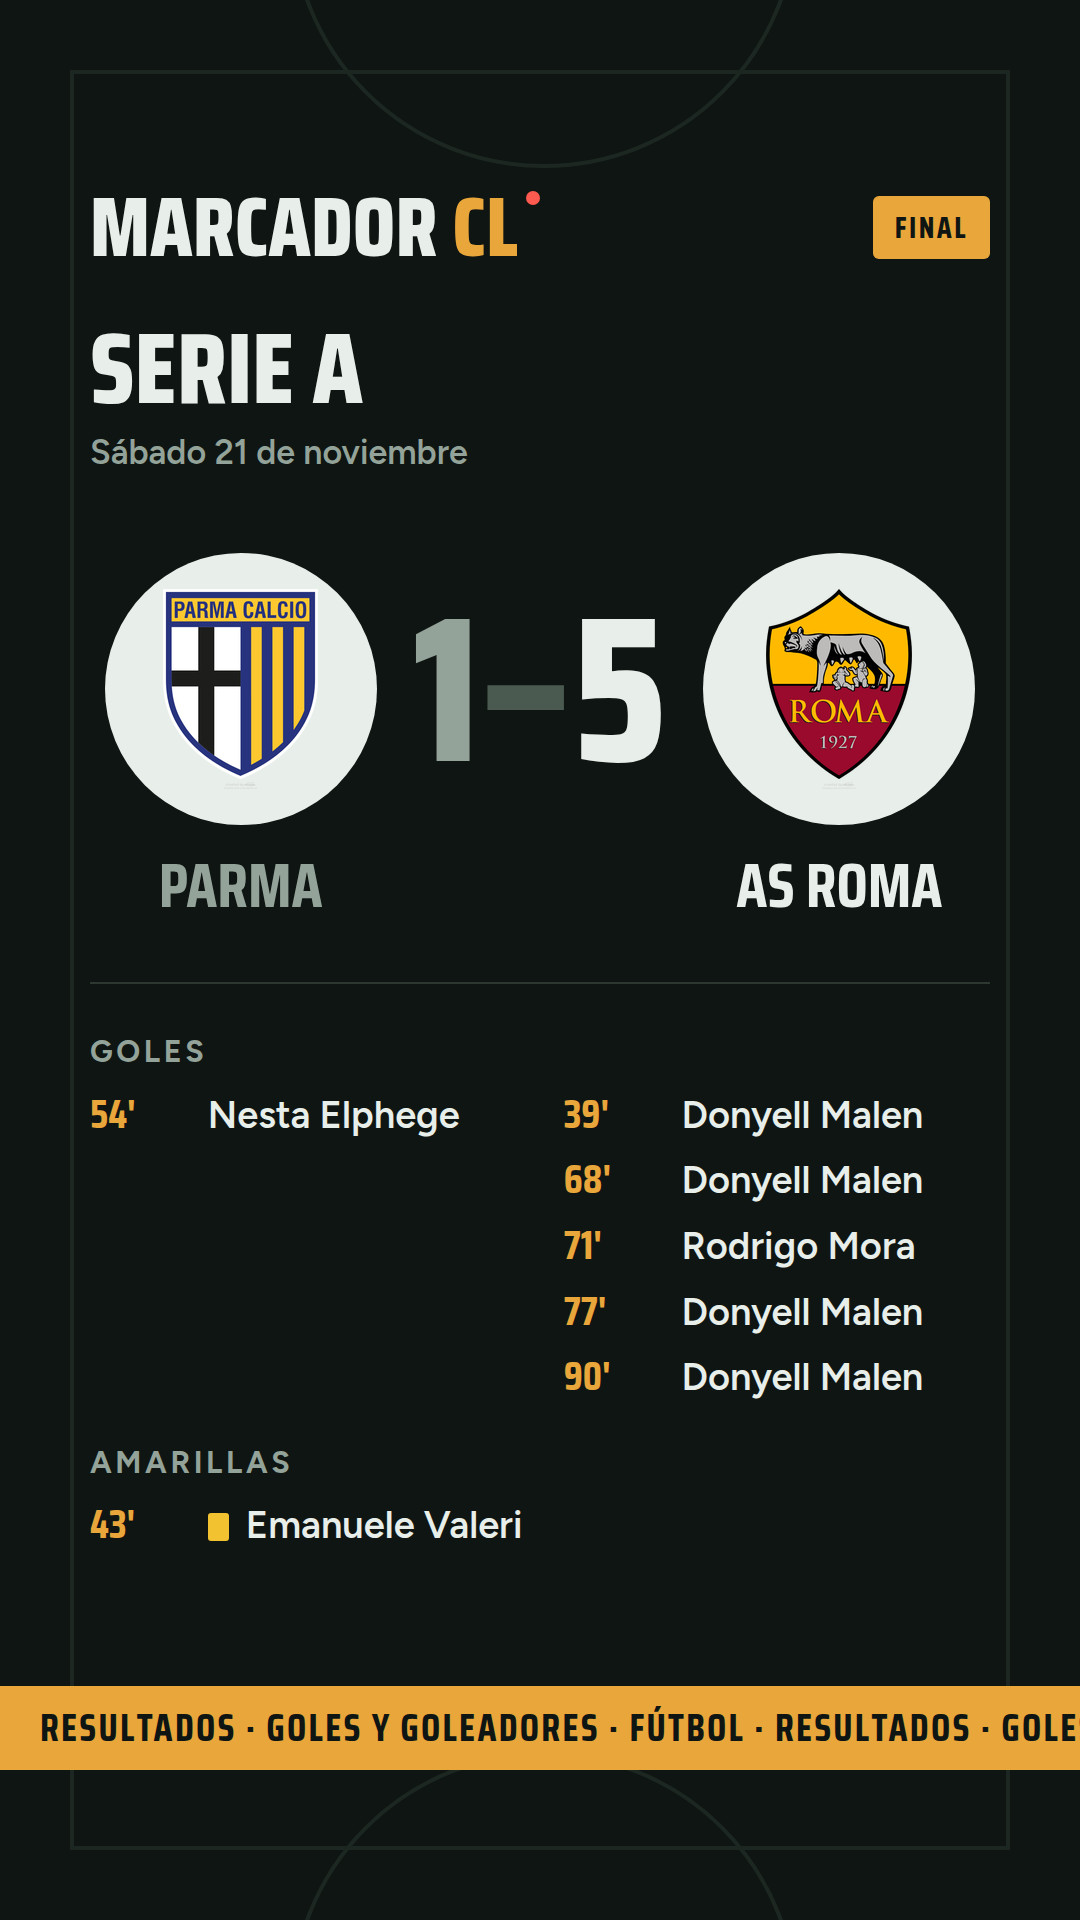 MARCADOR CL
FINAL
SERIE A
Sábado 21 de noviembre
PARMA CALCIO
1–5
ROMA
1927
PARMA
AS ROMA
GOLES
54' Nesta Elphege
39' Donyell Malen
68' Donyell Malen
71' Rodrigo Mora
77' Donyell Malen
90' Donyell Malen
AMARILLAS
43' Emanuele Valeri
RESULTADOS · GOLES Y GOLEADORES · FÚTBOL · RESULTADOS · GOLES